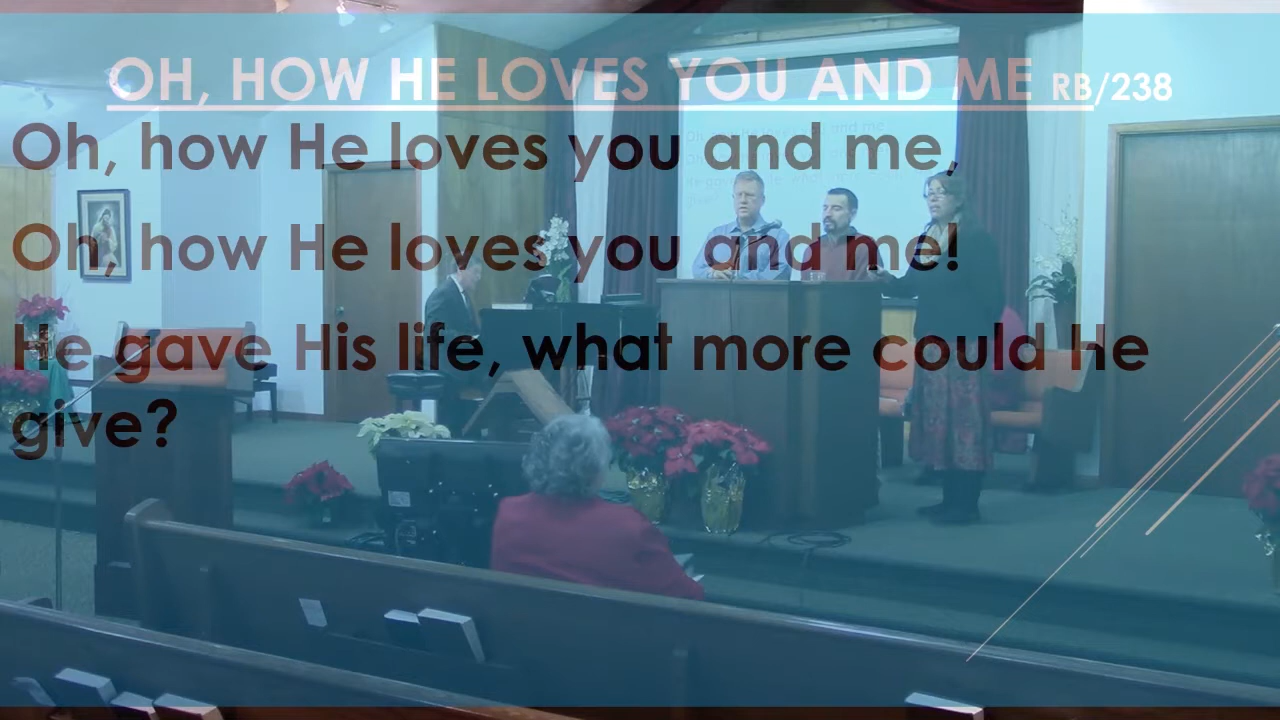 OH, HOW HE LOVES YOU AND ME RB/238
Oh, how He loves you and me,
Oh, how He loves you and me!
He gave His life, what more could He
give?